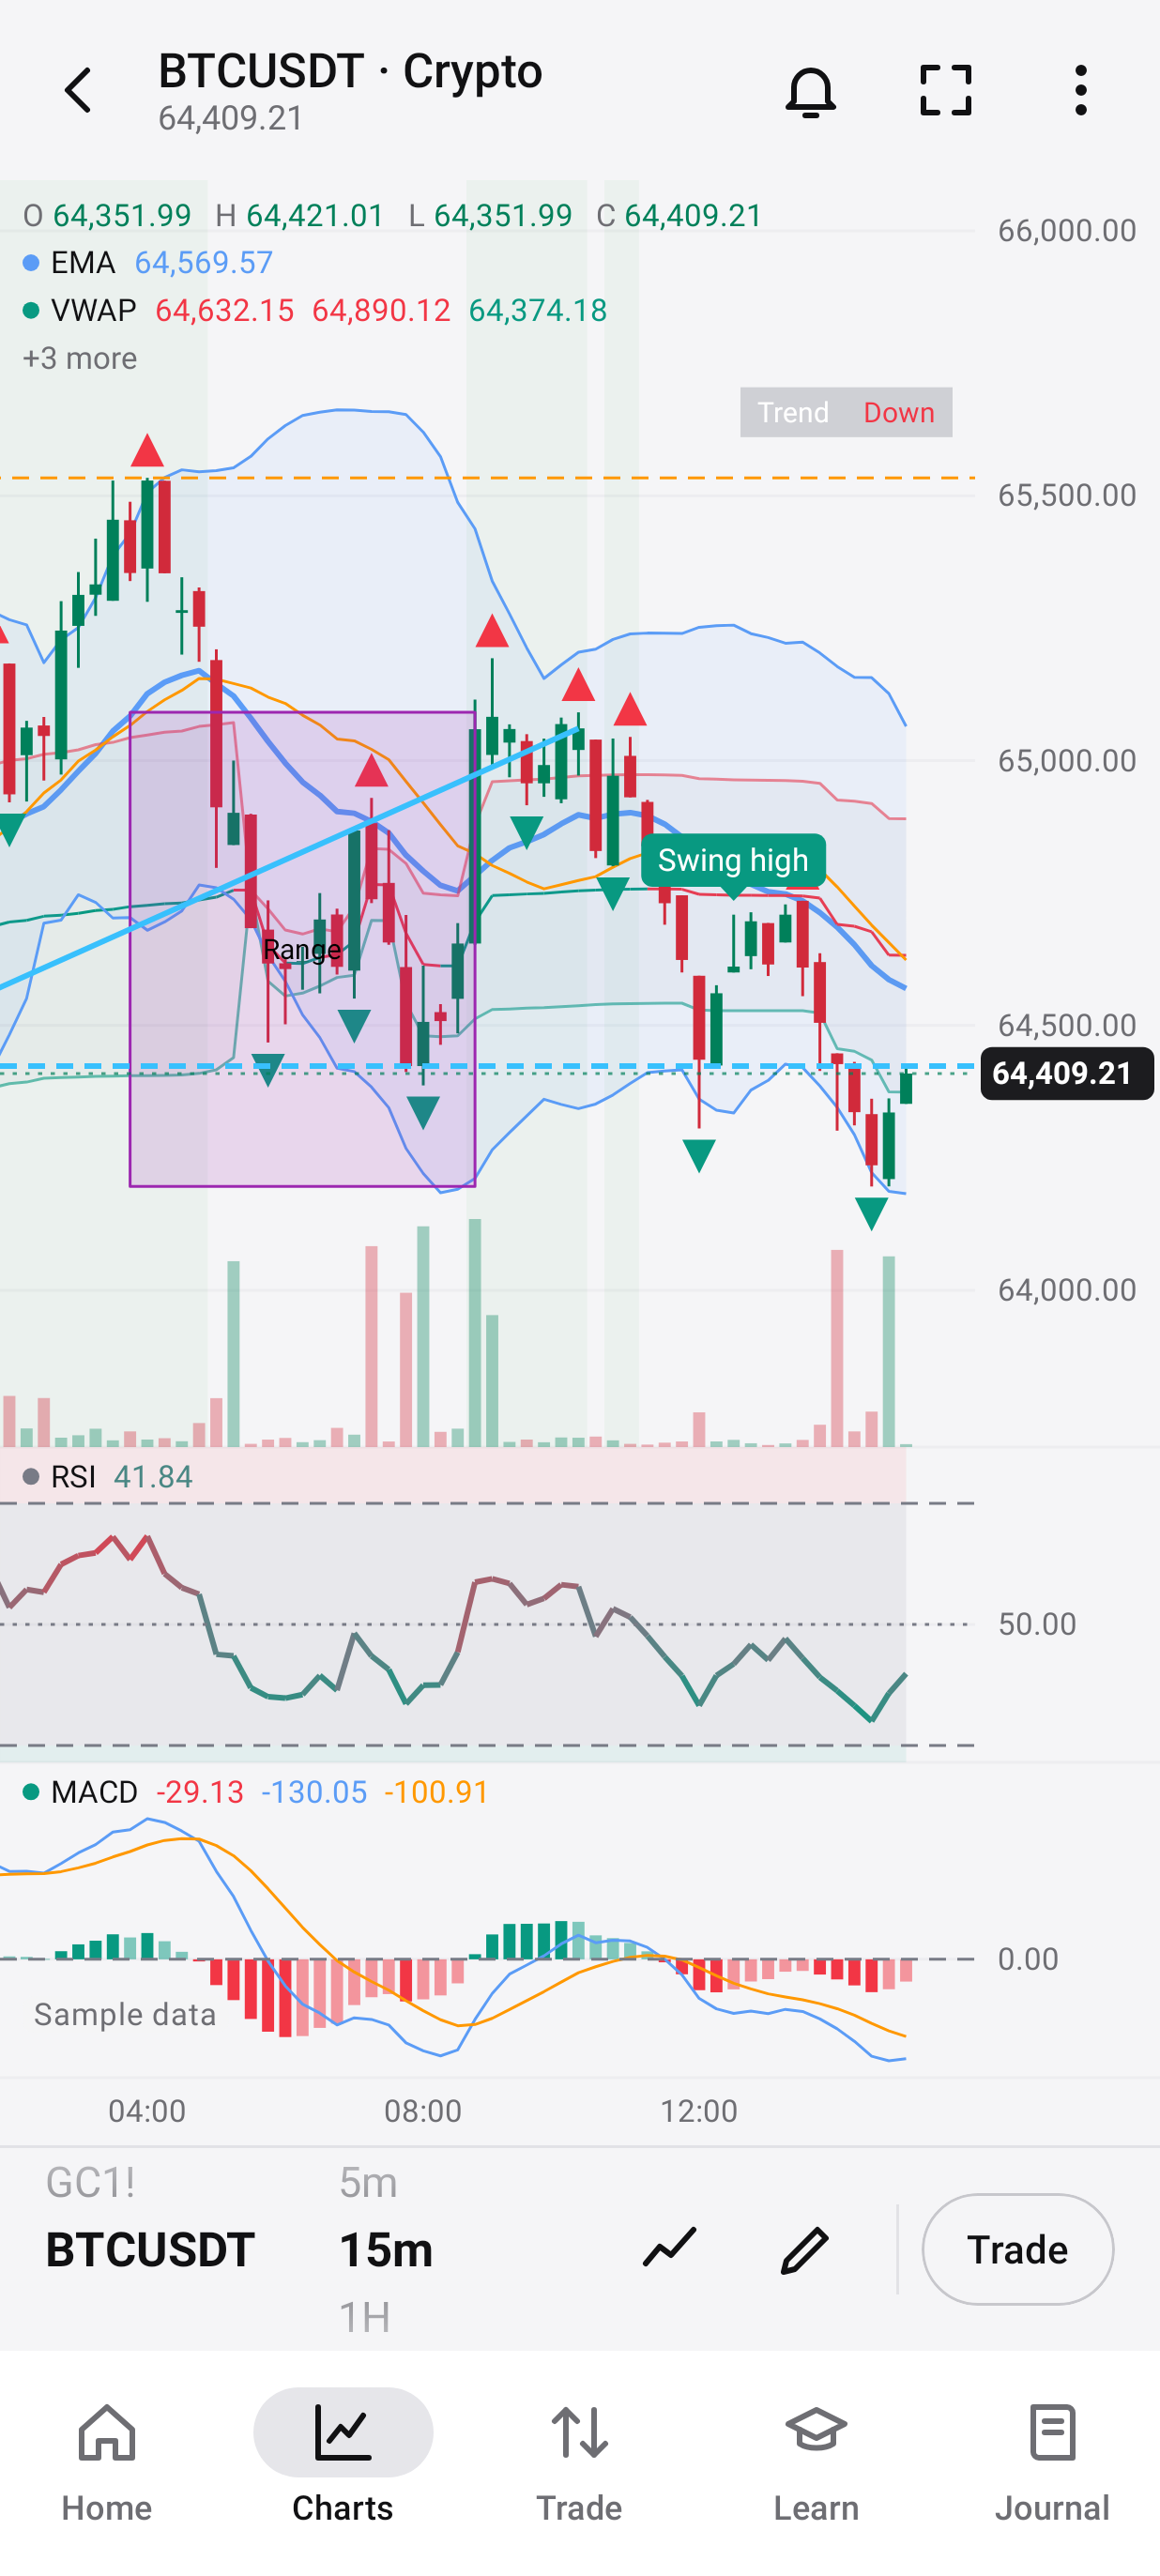 BTCUSDT · Crypto
64,409.21
O 64,351.99 H 64,421.01 L 64,351.99 C 64,409.21
EMA 64,569.57
VWAP 64,632.15 64,890.12 64,374.18
+3 more
66,000.00
Trend Down
65,500.00
65,000.00
Swing high
Range
64,500.00
64,409.21
64,000.00
RSI 41.84
50.00
MACD -29.13 -130.05 -100.91
0.00
Sample data
04:00 08:00 12:00
GC1! 5m
BTCUSDT 15m Trade
1H
Home Charts Trade Learn Journal